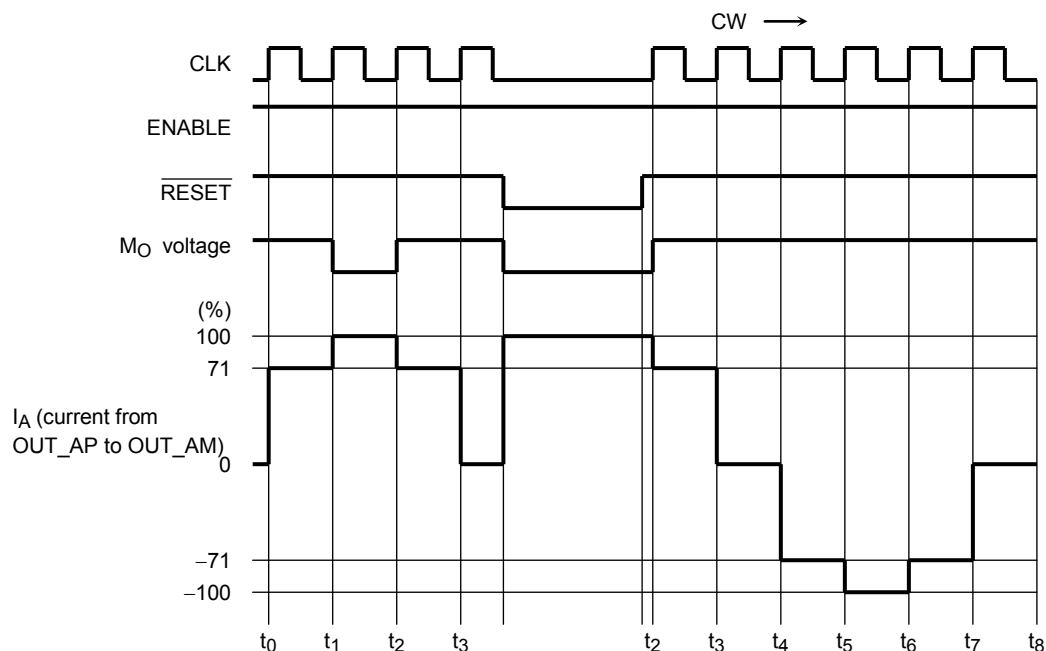 CW →
CLK
ENABLE
RESET
MO voltage
(%)
100
71
IA (current from
OUT_AP to OUT_AM)
0
−71
−100
t0 t1 t2 t3 t2 t3 t4 t5 t6 t7 t8